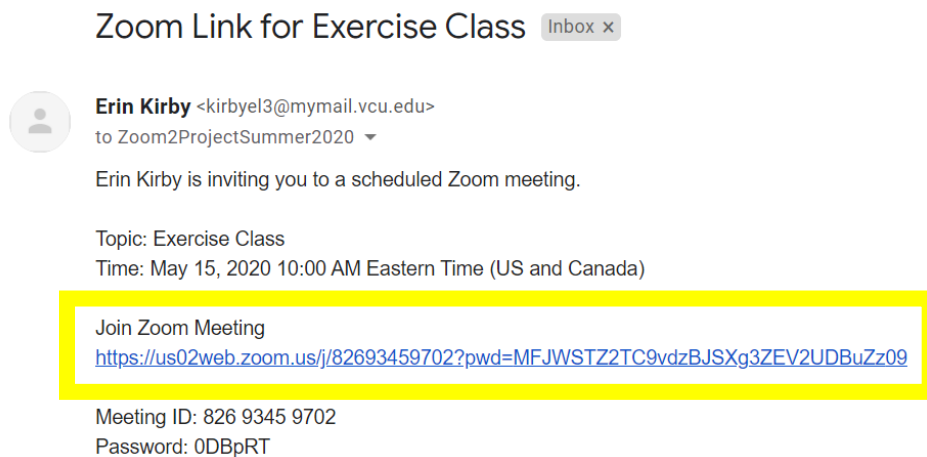 Zoom Link for Exercise Class Inbox x
Erin Kirby <kirbyel3@mymail.vcu.edu>
to Zoom2ProjectSummer2020
Erin Kirby is inviting you to a scheduled Zoom meeting.
Topic: Exercise Class
Time: May 15, 2020 10:00 AM Eastern Time (US and Canada)
Join Zoom Meeting
https://us02web.zoom.us/j/82693459702?pwd=MFJWSTZ2TC9vdzBJSXg3ZEV2UDBuZz09
Meeting ID: 826 9345 9702
Password: 0DBpRT